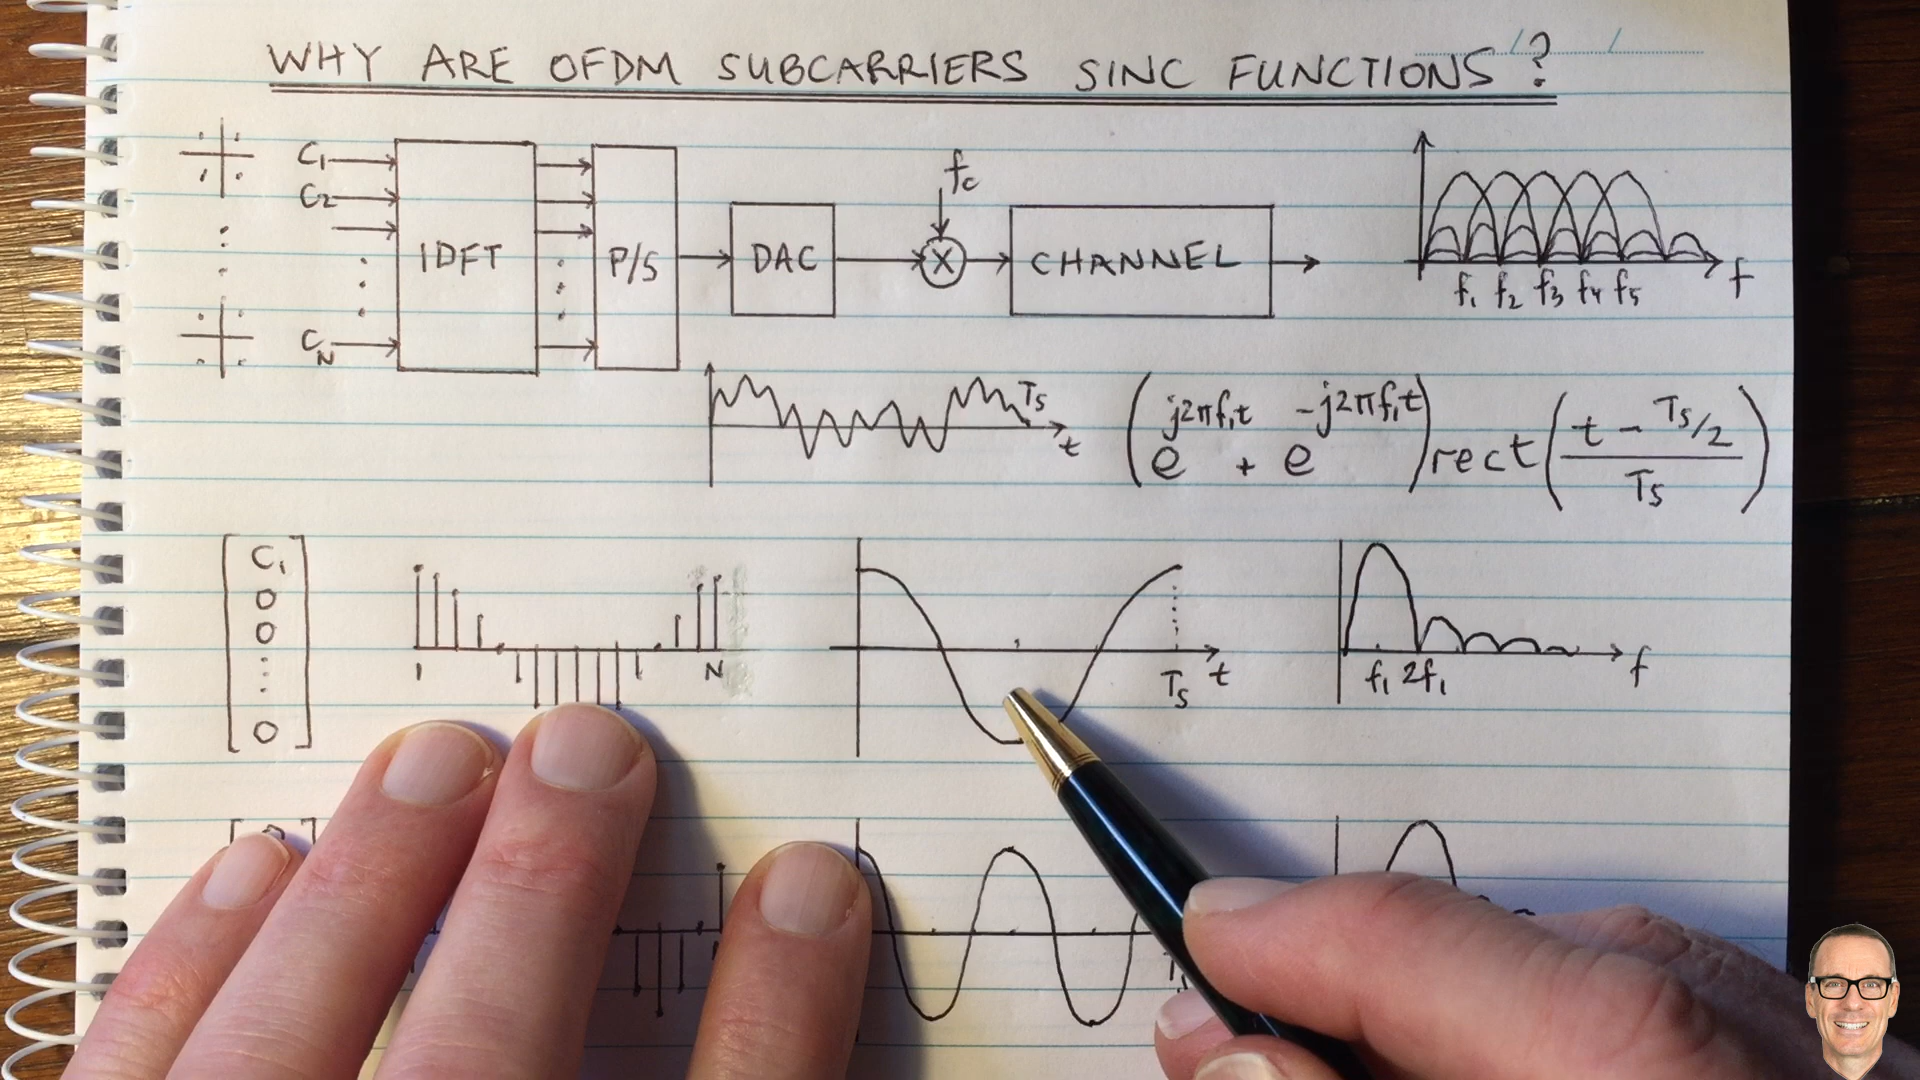 WHY ARE OFDM SUBCARRIERS SINC FUNCTIONS?
C1
C2
CN
IDFT
P/S
DAC
fc
X
CHANNEL
f1 f2 f3 f4 f5 f
Ts
t
(e^{j2πf1t} + e^{-j2πf1t}) rect((t - Ts/2)/Ts)
[C1
0
0
⋮
0]
1 N
Ts t
f1 2f1 f